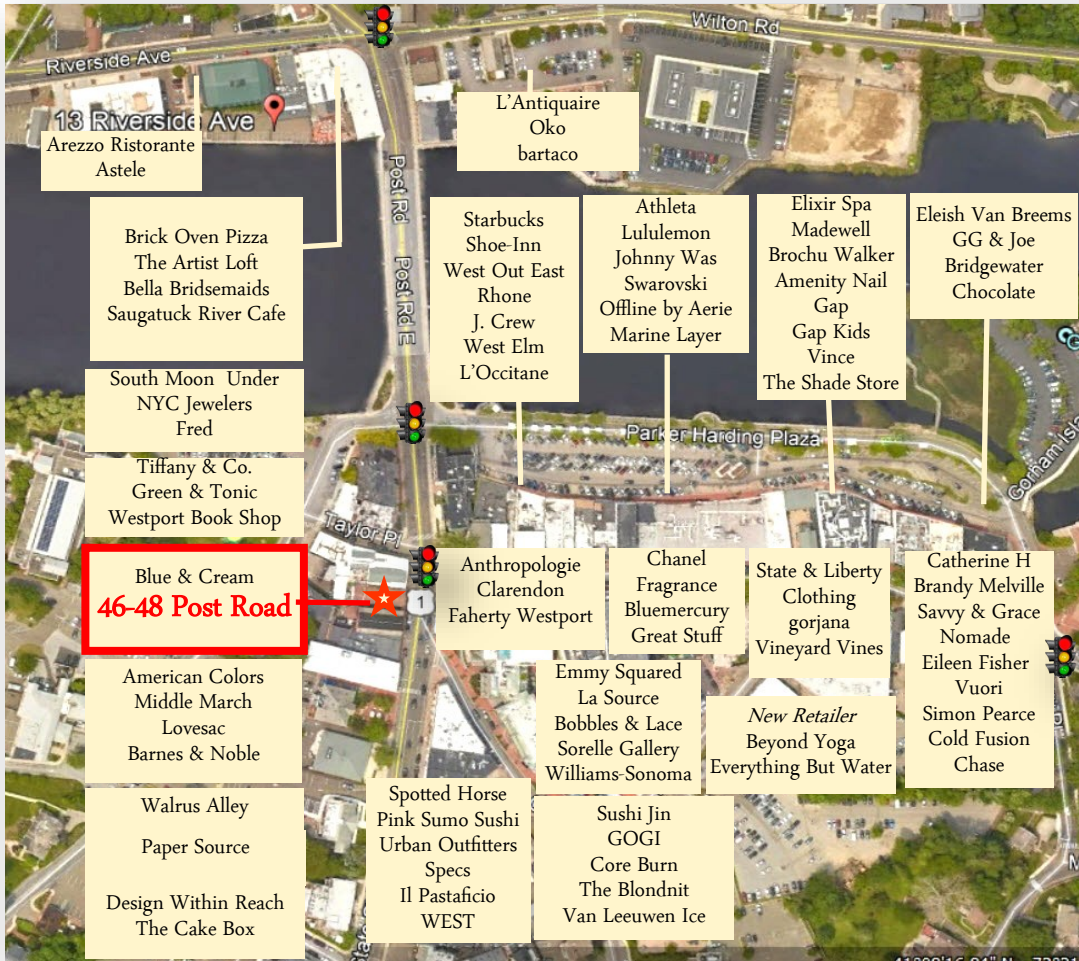 Wilton Rd
Riverside Ave
13 Riverside Ave
Arezzo Ristorante
Astele
L'Antiquaire
Oko
bartaco
Post Rd
Post Rd E
Brick Oven Pizza
The Artist Loft
Bella Bridsemaids
Saugatuck River Cafe
Starbucks
Shoe-Inn
West Out East
Rhone
J. Crew
West Elm
L'Occitane
Athleta
Lululemon
Johnny Was
Swarovski
Offline by Aerie
Marine Layer
Elixir Spa
Madewell
Brochu Walker
Amenity Nail
Gap
Gap Kids
Vince
The Shade Store
Eleish Van Breems
GG & Joe
Bridgewater
Chocolate
South Moon Under
NYC Jewelers
Fred
Parker Harding Plaza
Gorham Isla
Tiffany & Co.
Green & Tonic
Westport Book Shop
Taylor Pl
Blue & Cream
46-48 Post Road
1
Anthropologie
Clarendon
Faherty Westport
Chanel
Fragrance
Bluemercury
Great Stuff
State & Liberty
Clothing
gorjana
Vineyard Vines
Catherine H
Brandy Melville
Savvy & Grace
Nomade
Eileen Fisher
Vuori
Simon Pearce
Cold Fusion
Chase
American Colors
Middle March
Lovesac
Barnes & Noble
Emmy Squared
La Source
Bobbles & Lace
Sorelle Gallery
Williams-Sonoma
New Retailer
Beyond Yoga
Everything But Water
Walrus Alley
Paper Source
Design Within Reach
The Cake Box
Spotted Horse
Pink Sumo Sushi
Urban Outfitters
Specs
Il Pastaficio
WEST
Sushi Jin
GOGI
Core Burn
The Blondnit
Van Leeuwen Ice
State